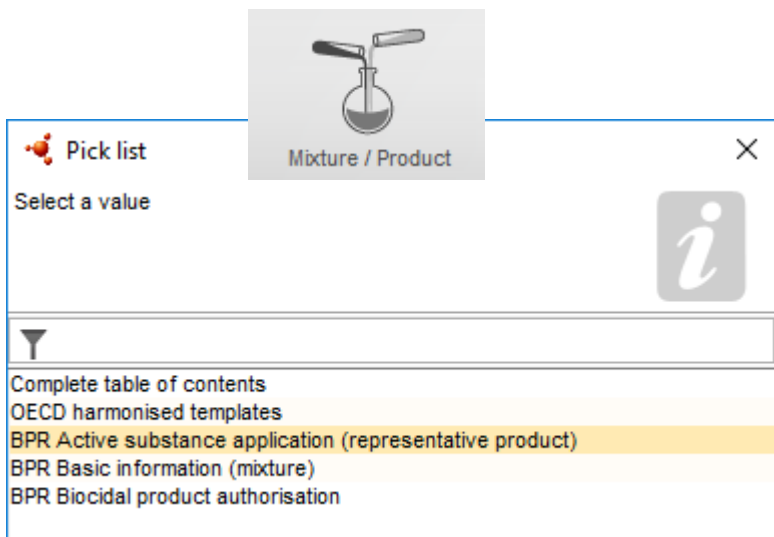 Mixture / Product
Pick list
Select a value
Complete table of contents
OECD harmonised templates
BPR Active substance application (representative product)
BPR Basic information (mixture)
BPR Biocidal product authorisation